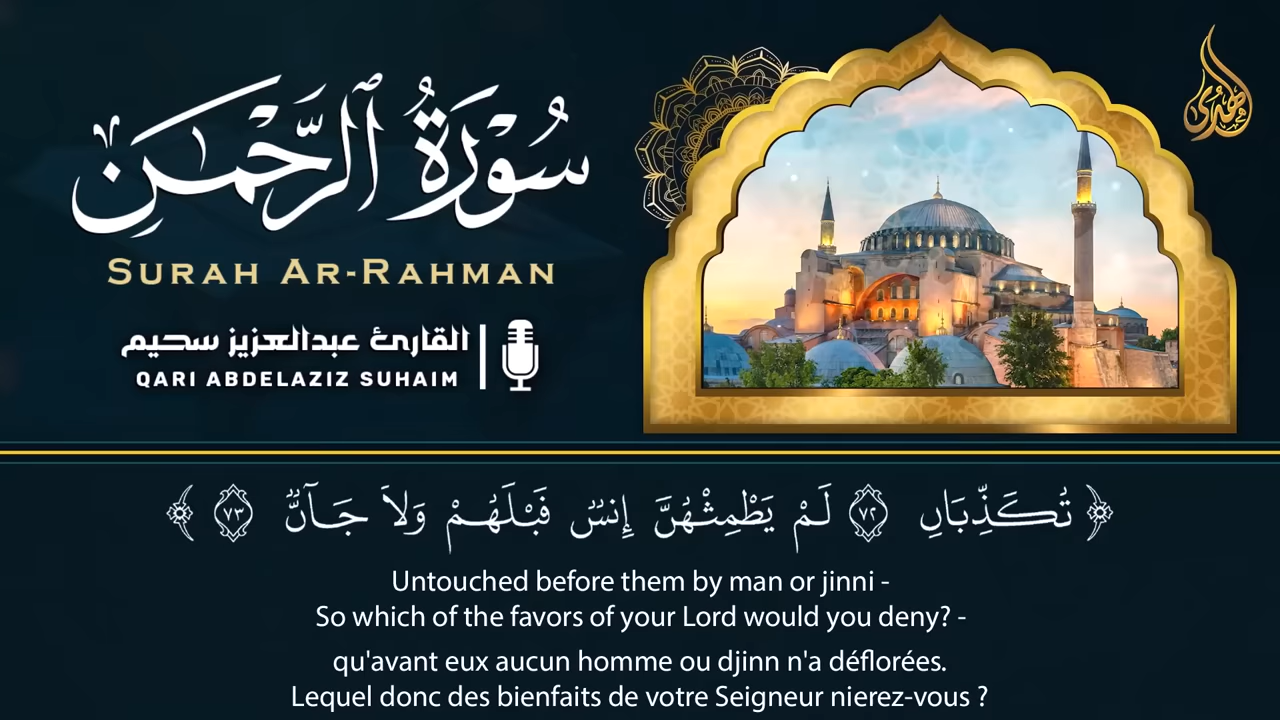 سُورَةُ ٱلرَّحْمَـٰنِ
SURAH AR-RAHMAN
القارئ عبدالعزيز سحيم
QARI ABDELAZIZ SUHAIM
الهدى
تُكَذِّبَانِ ٧٢ لَمْ يَطْمِثْهُنَّ إِنسٌ قَبْلَهُمْ وَلاَ جَآنٌّ ٧٣
Untouched before them by man or jinni -
So which of the favors of your Lord would you deny? -
qu'avant eux aucun homme ou djinn n'a déflorées.
Lequel donc des bienfaits de votre Seigneur nierez-vous ?